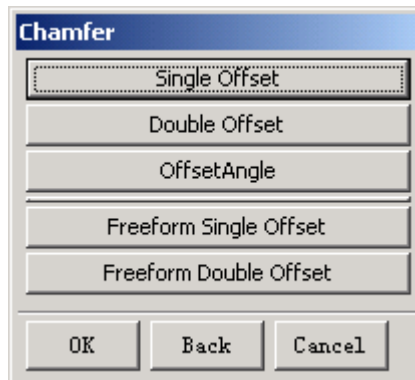 Chamfer
Single Offset
Double Offset
OffsetAngle
Freeform Single Offset
Freeform Double Offset
OK Back Cancel